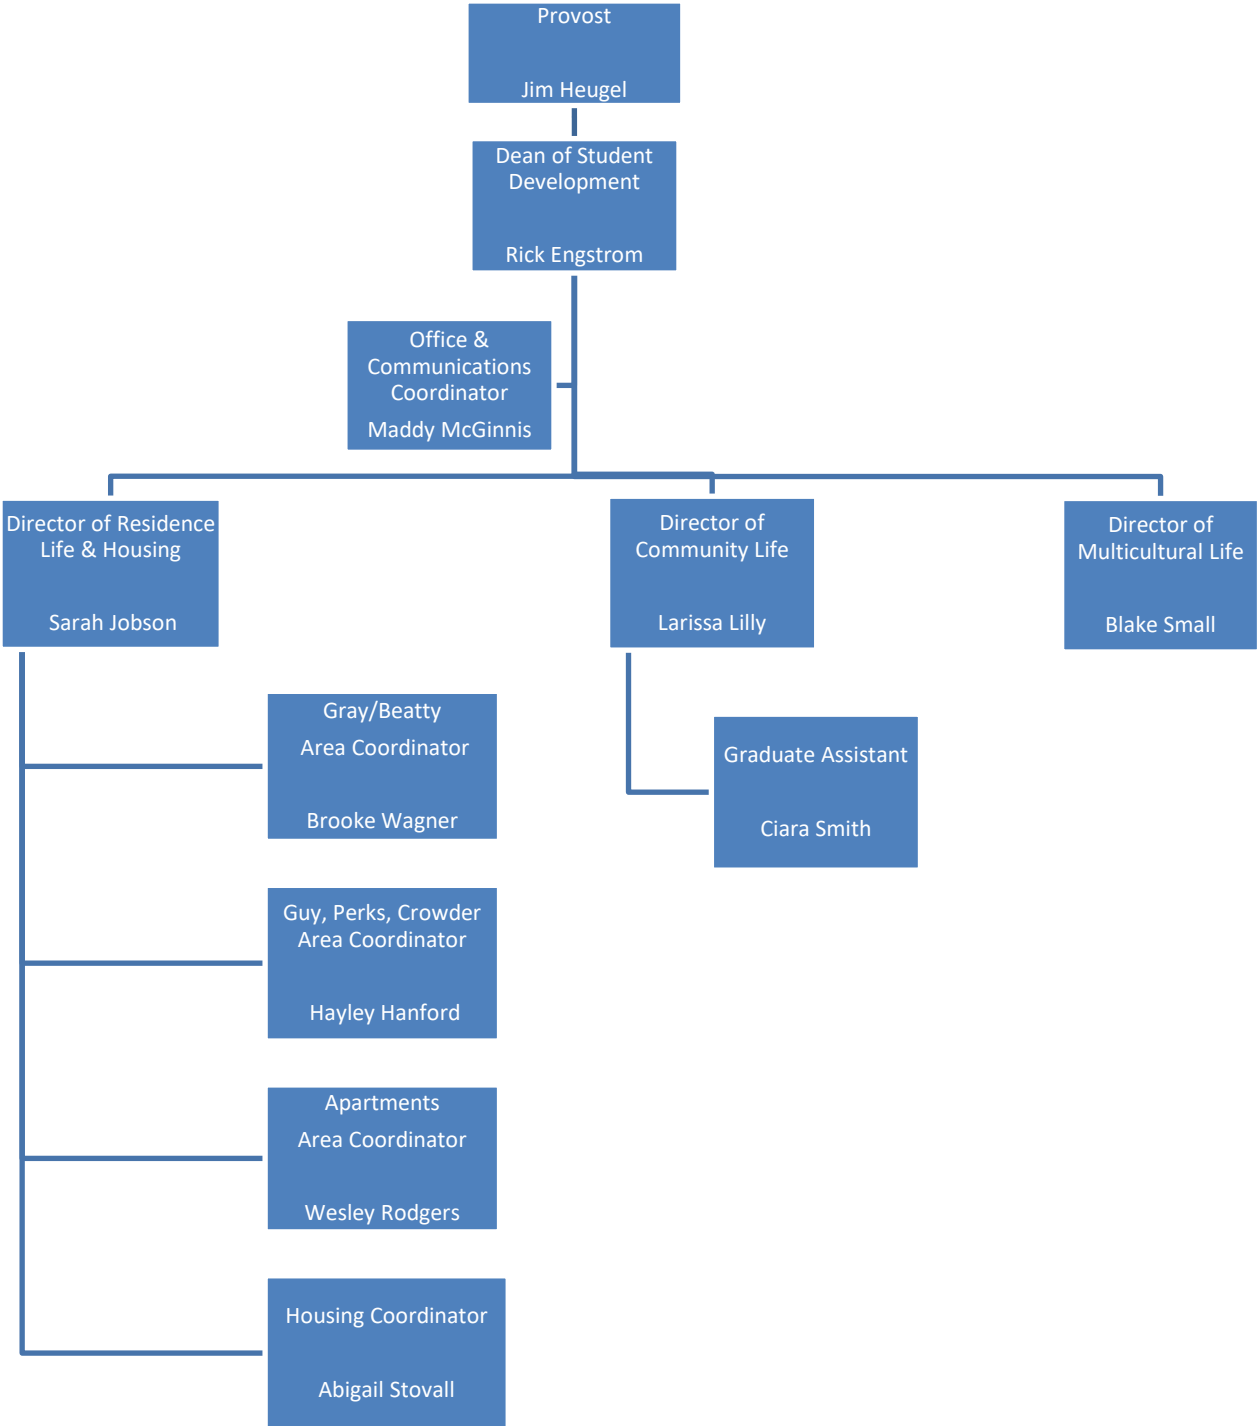 Provost
Jim Heugel
Dean of Student
Development
Rick Engstrom
Office &
Communications
Coordinator
Maddy McGinnis
Director of Residence
Life & Housing
Sarah Jobson
Director of
Community Life
Larissa Lilly
Director of
Multicultural Life
Blake Small
Gray/Beatty
Area Coordinator
Brooke Wagner
Graduate Assistant
Ciara Smith
Guy, Perks, Crowder
Area Coordinator
Hayley Hanford
Apartments
Area Coordinator
Wesley Rodgers
Housing Coordinator
Abigail Stovall